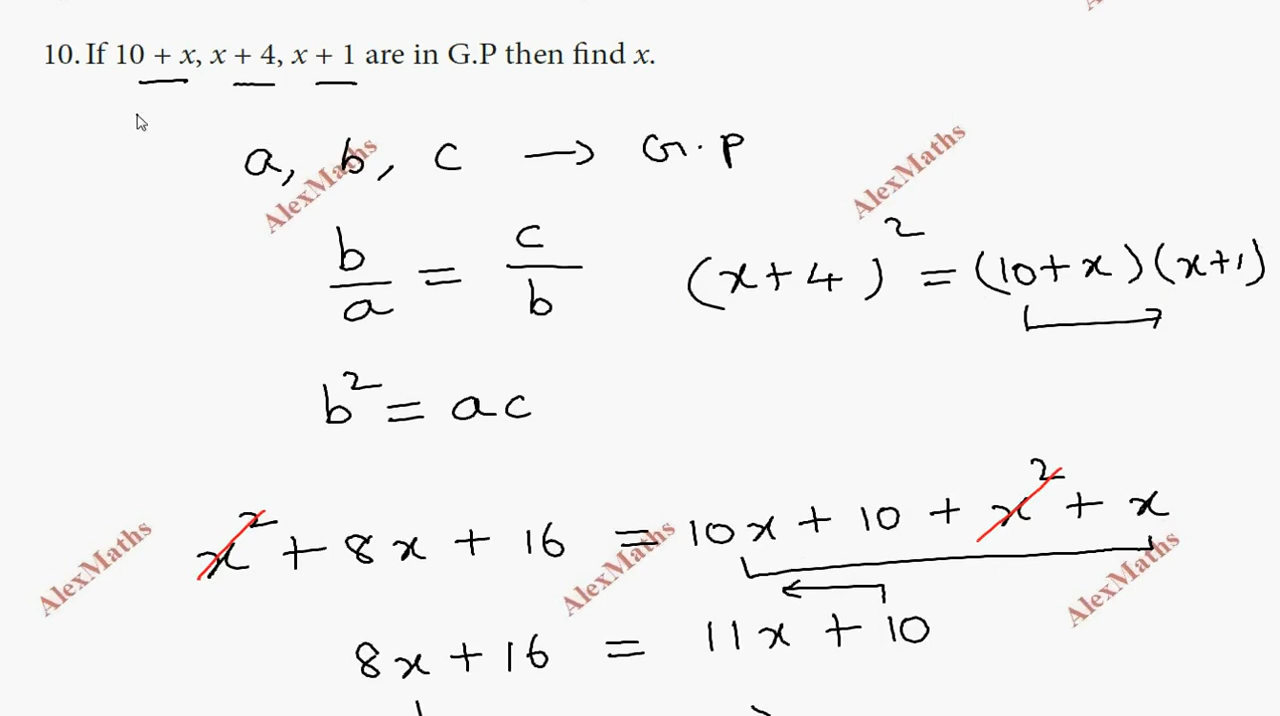 10. If 10 + x, x + 4, x + 1 are in G.P then find x.
a, b, c → G.P
b/a = c/b
(x+4)² = (10+x)(x+1)
b² = ac
x² + 8x + 16 = 10x + 10 + x² + x
8x + 16 = 11x + 10
AlexMaths
AlexMaths
AlexMaths
AlexMaths
AlexMaths